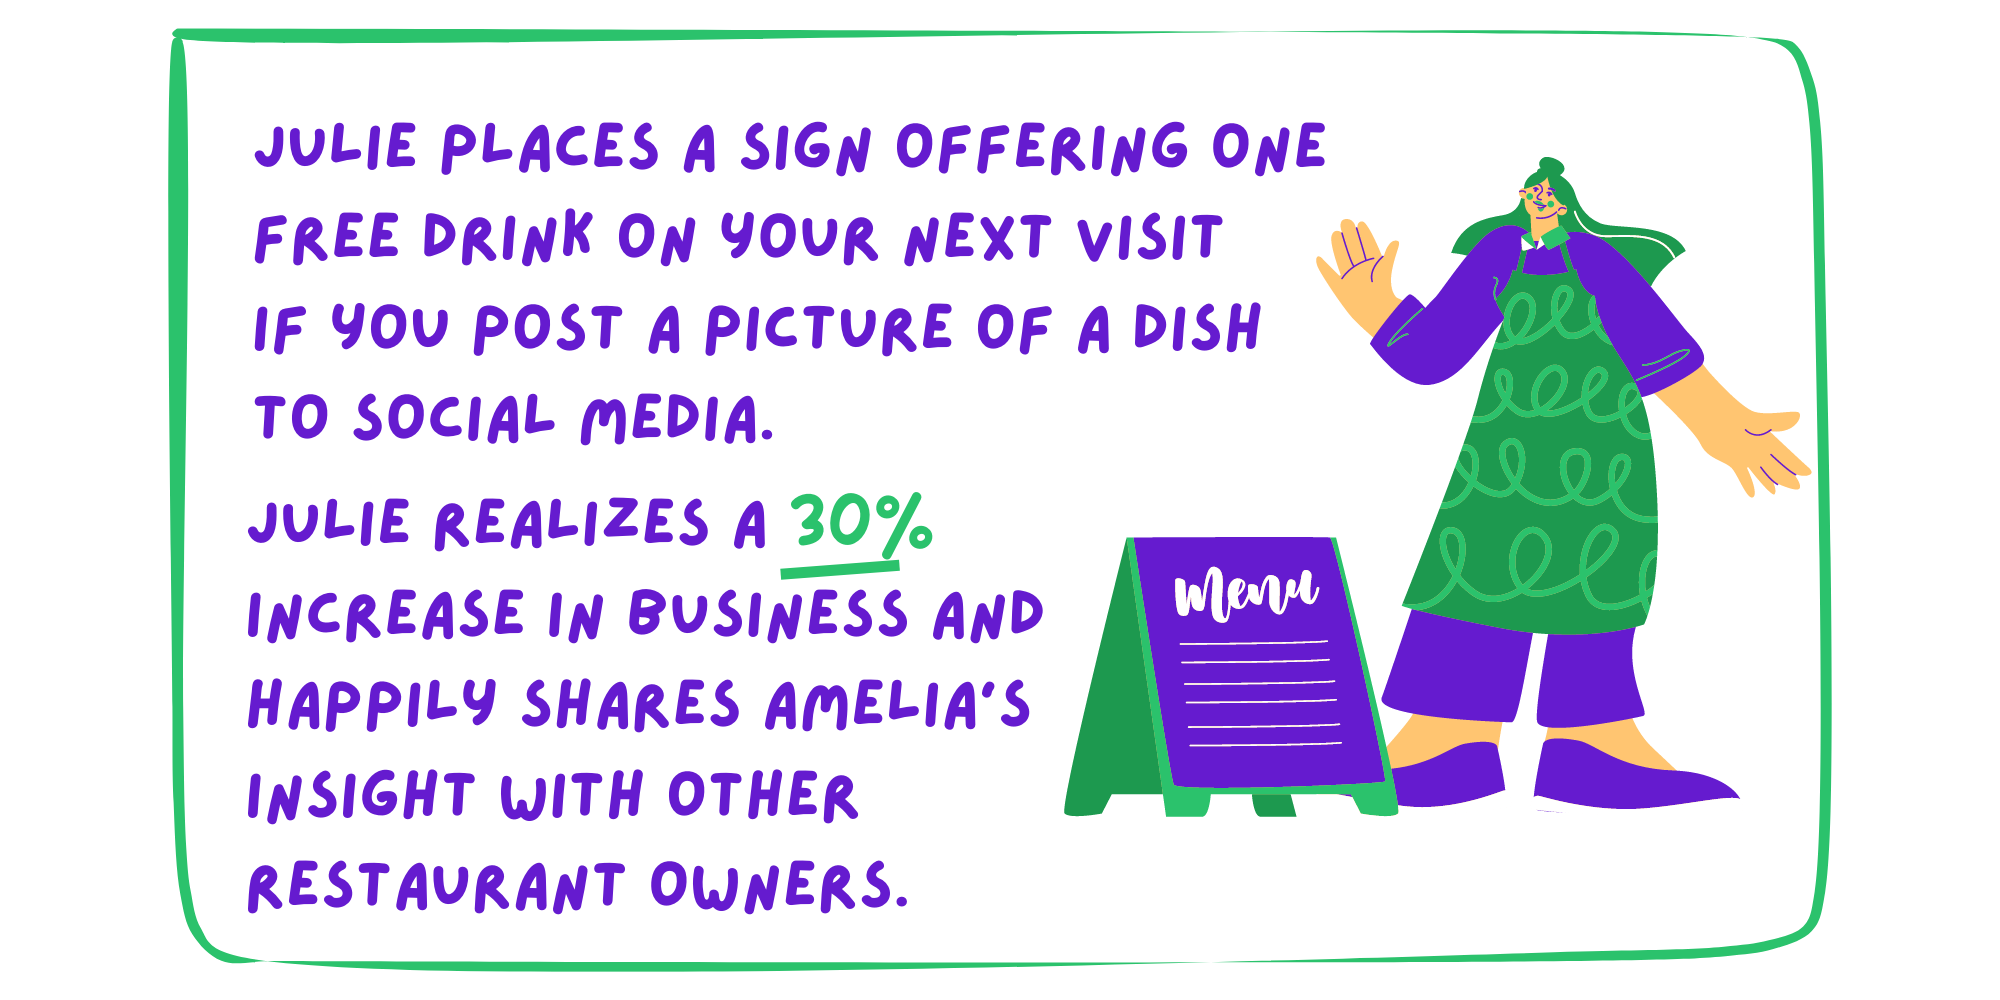 JULIE PLACES A SIGN OFFERING ONE
FREE DRINK ON YOUR NEXT VISIT
IF YOU POST A PICTURE OF A DISH
TO SOCIAL MEDIA.
JULIE REALIZES A 30%
INCREASE IN BUSINESS AND
HAPPILY SHARES AMELIA'S
INSIGHT WITH OTHER
RESTAURANT OWNERS.
Menu